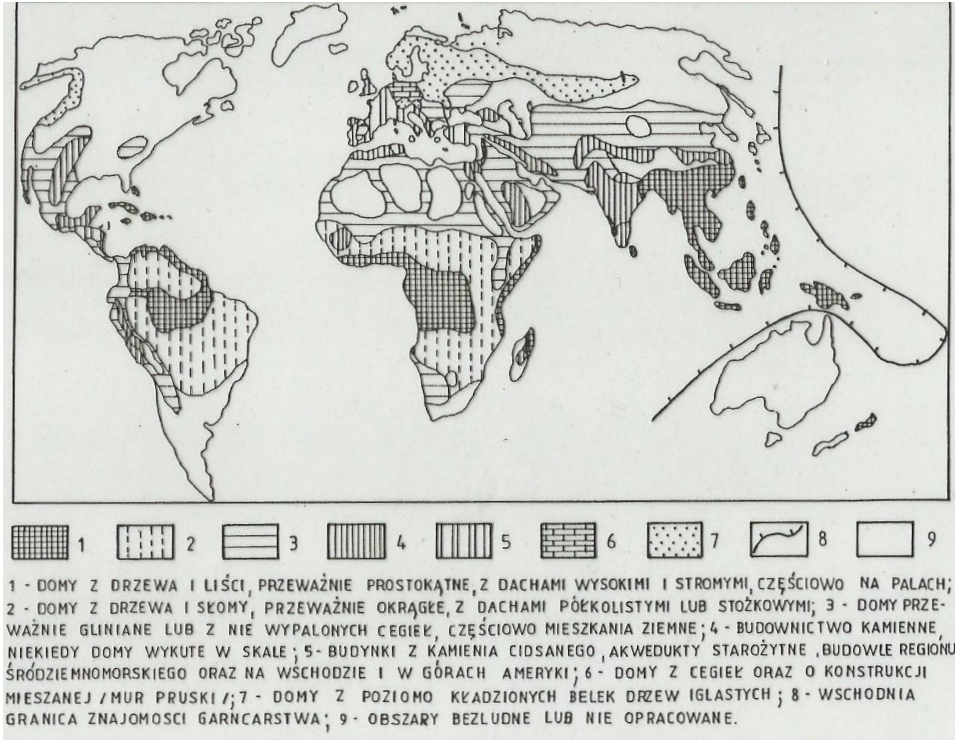 1 2 3 4 5 6 7 8 9
1 - DOMY Z DRZEWA I LIŚCI, PRZEWAŻNIE PROSTOKĄTNE, Z DACHAMI WYSOKIMI I STROMYMI, CZĘŚCIOWO NA PALACH;
2 - DOMY Z DRZEWA I SŁOMY, PRZEWAŻNIE OKRĄGŁE, Z DACHAMI PÓŁKOLISTYMI LUB STOŻKOWYMI; 3 - DOMY PRZE-
WAŻNIE GLINIANE LUB Z NIE WYPALONYCH CEGIEŁ, CZĘŚCIOWO MIESZKANIA ZIEMNE; 4 - BUDOWNICTWO KAMIENNE,
NIEKIEDY DOMY WYKUTE W SKALE; 5 - BUDYNKI Z KAMIENIA CIOSANEGO, AKWEDUKTY STAROŻYTNE, BUDOWLE REGIONU
ŚRÓDZIEMNOMORSKIEGO ORAZ NA WSCHODZIE I W GÓRACH AMERYKI; 6 - DOMY Z CEGIEŁ ORAZ O KONSTRUKCJI
MIESZANEJ /MUR PRUSKI/; 7 - DOMY Z POZIOMO KŁADZIONYCH BELEK DRZEW IGLASTYCH; 8 - WSCHODNIA
GRANICA ZNAJOMOSCI GARNCARSTWA; 9 - OBSZARY BEZLUDNE LUB NIE OPRACOWANE.